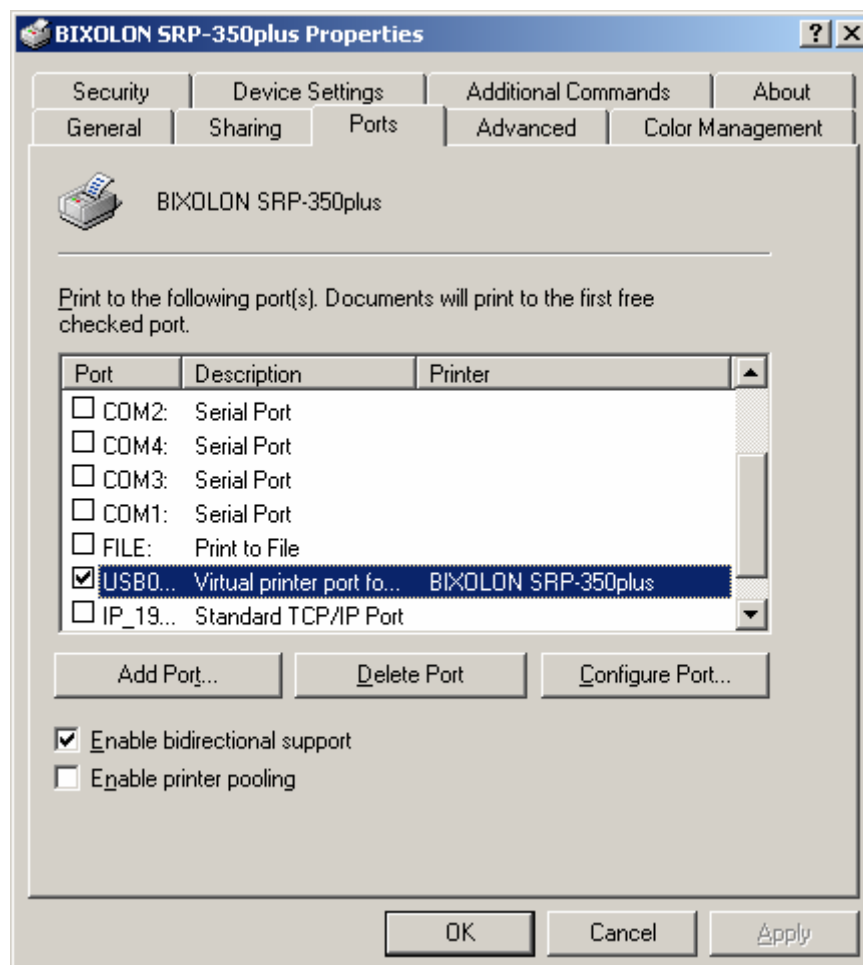 BIXOLON SRP-350plus Properties
Security Device Settings Additional Commands About
General Sharing Ports Advanced Color Management
BIXOLON SRP-350plus
Print to the following port(s). Documents will print to the first free
checked port.
Port Description Printer
COM2: Serial Port
COM4: Serial Port
COM3: Serial Port
COM1: Serial Port
FILE: Print to File
USB0... Virtual printer port fo... BIXOLON SRP-350plus
IP_19... Standard TCP/IP Port
Add Port... Delete Port Configure Port...
Enable bidirectional support
Enable printer pooling
OK Cancel Apply